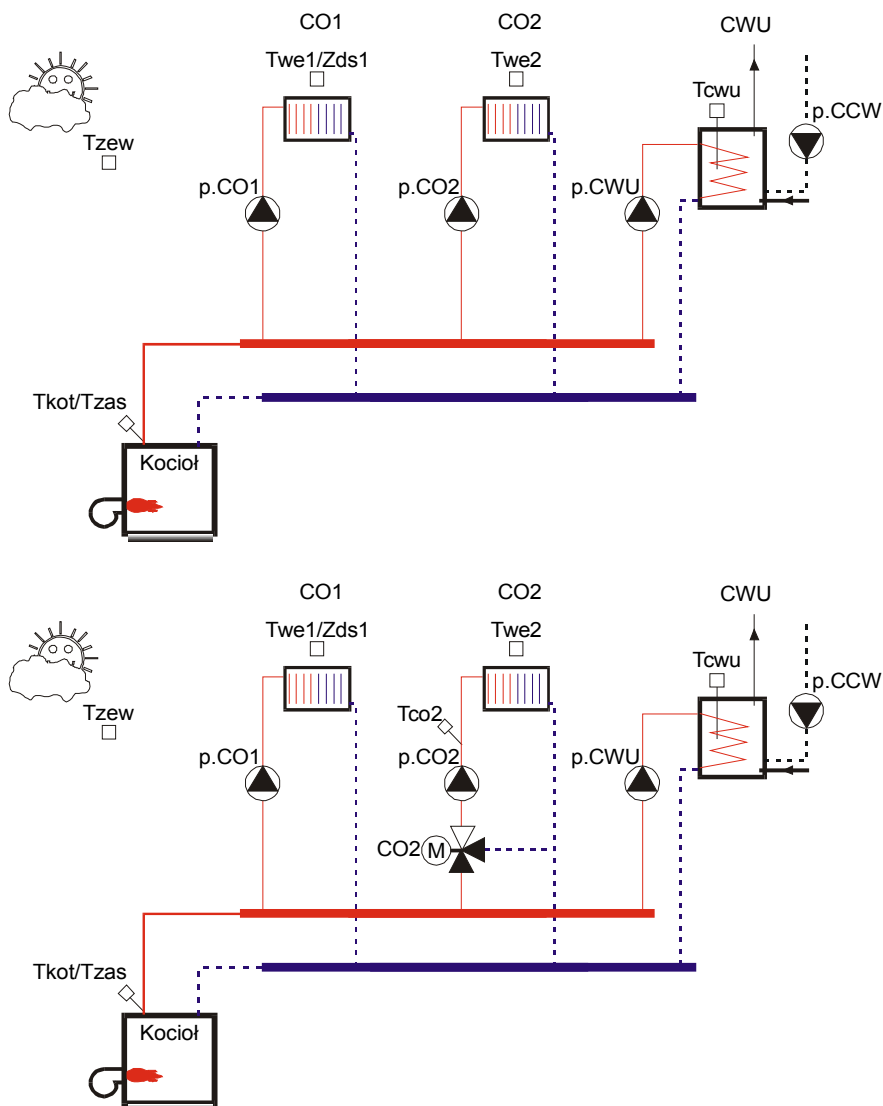 CO1 CO2 CWU
Twe1/Zds1 Twe2
Tcwu
p.CCW
Tzew
p.CO1 p.CO2 p.CWU
Tkot/Tzas
Kocioł
CO1 CO2 CWU
Twe1/Zds1 Twe2
Tcwu
p.CCW
Tzew
Tco2
p.CO1 p.CO2 p.CWU
CO2 M
Tkot/Tzas
Kocioł